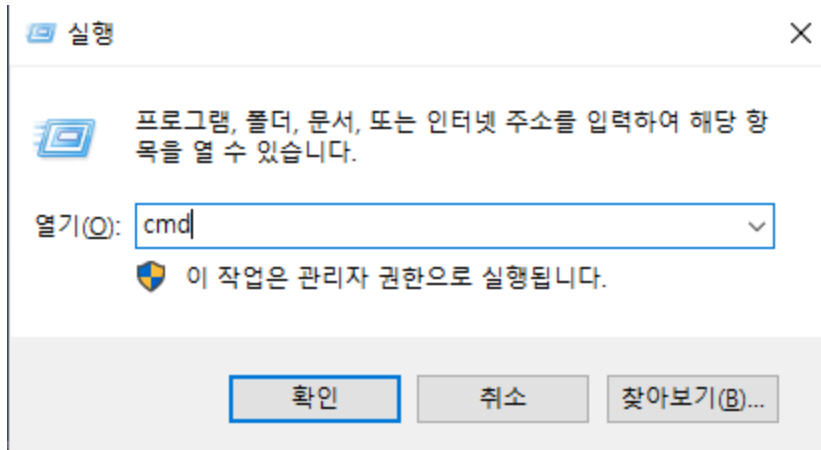 실행
프로그램, 폴더, 문서, 또는 인터넷 주소를 입력하여 해당 항
목을 열 수 있습니다.
열기(O): cmd
이 작업은 관리자 권한으로 실행됩니다.
확인 취소 찾아보기(B)...